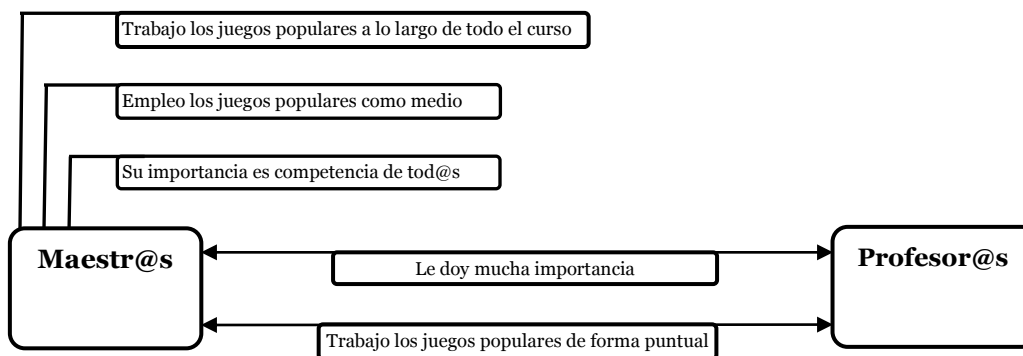 Trabajo los juegos populares a lo largo de todo el curso
Empleo los juegos populares como medio
Su importancia es competencia de tod@s
Maestr@s
Profesor@s
Le doy mucha importancia
Trabajo los juegos populares de forma puntual